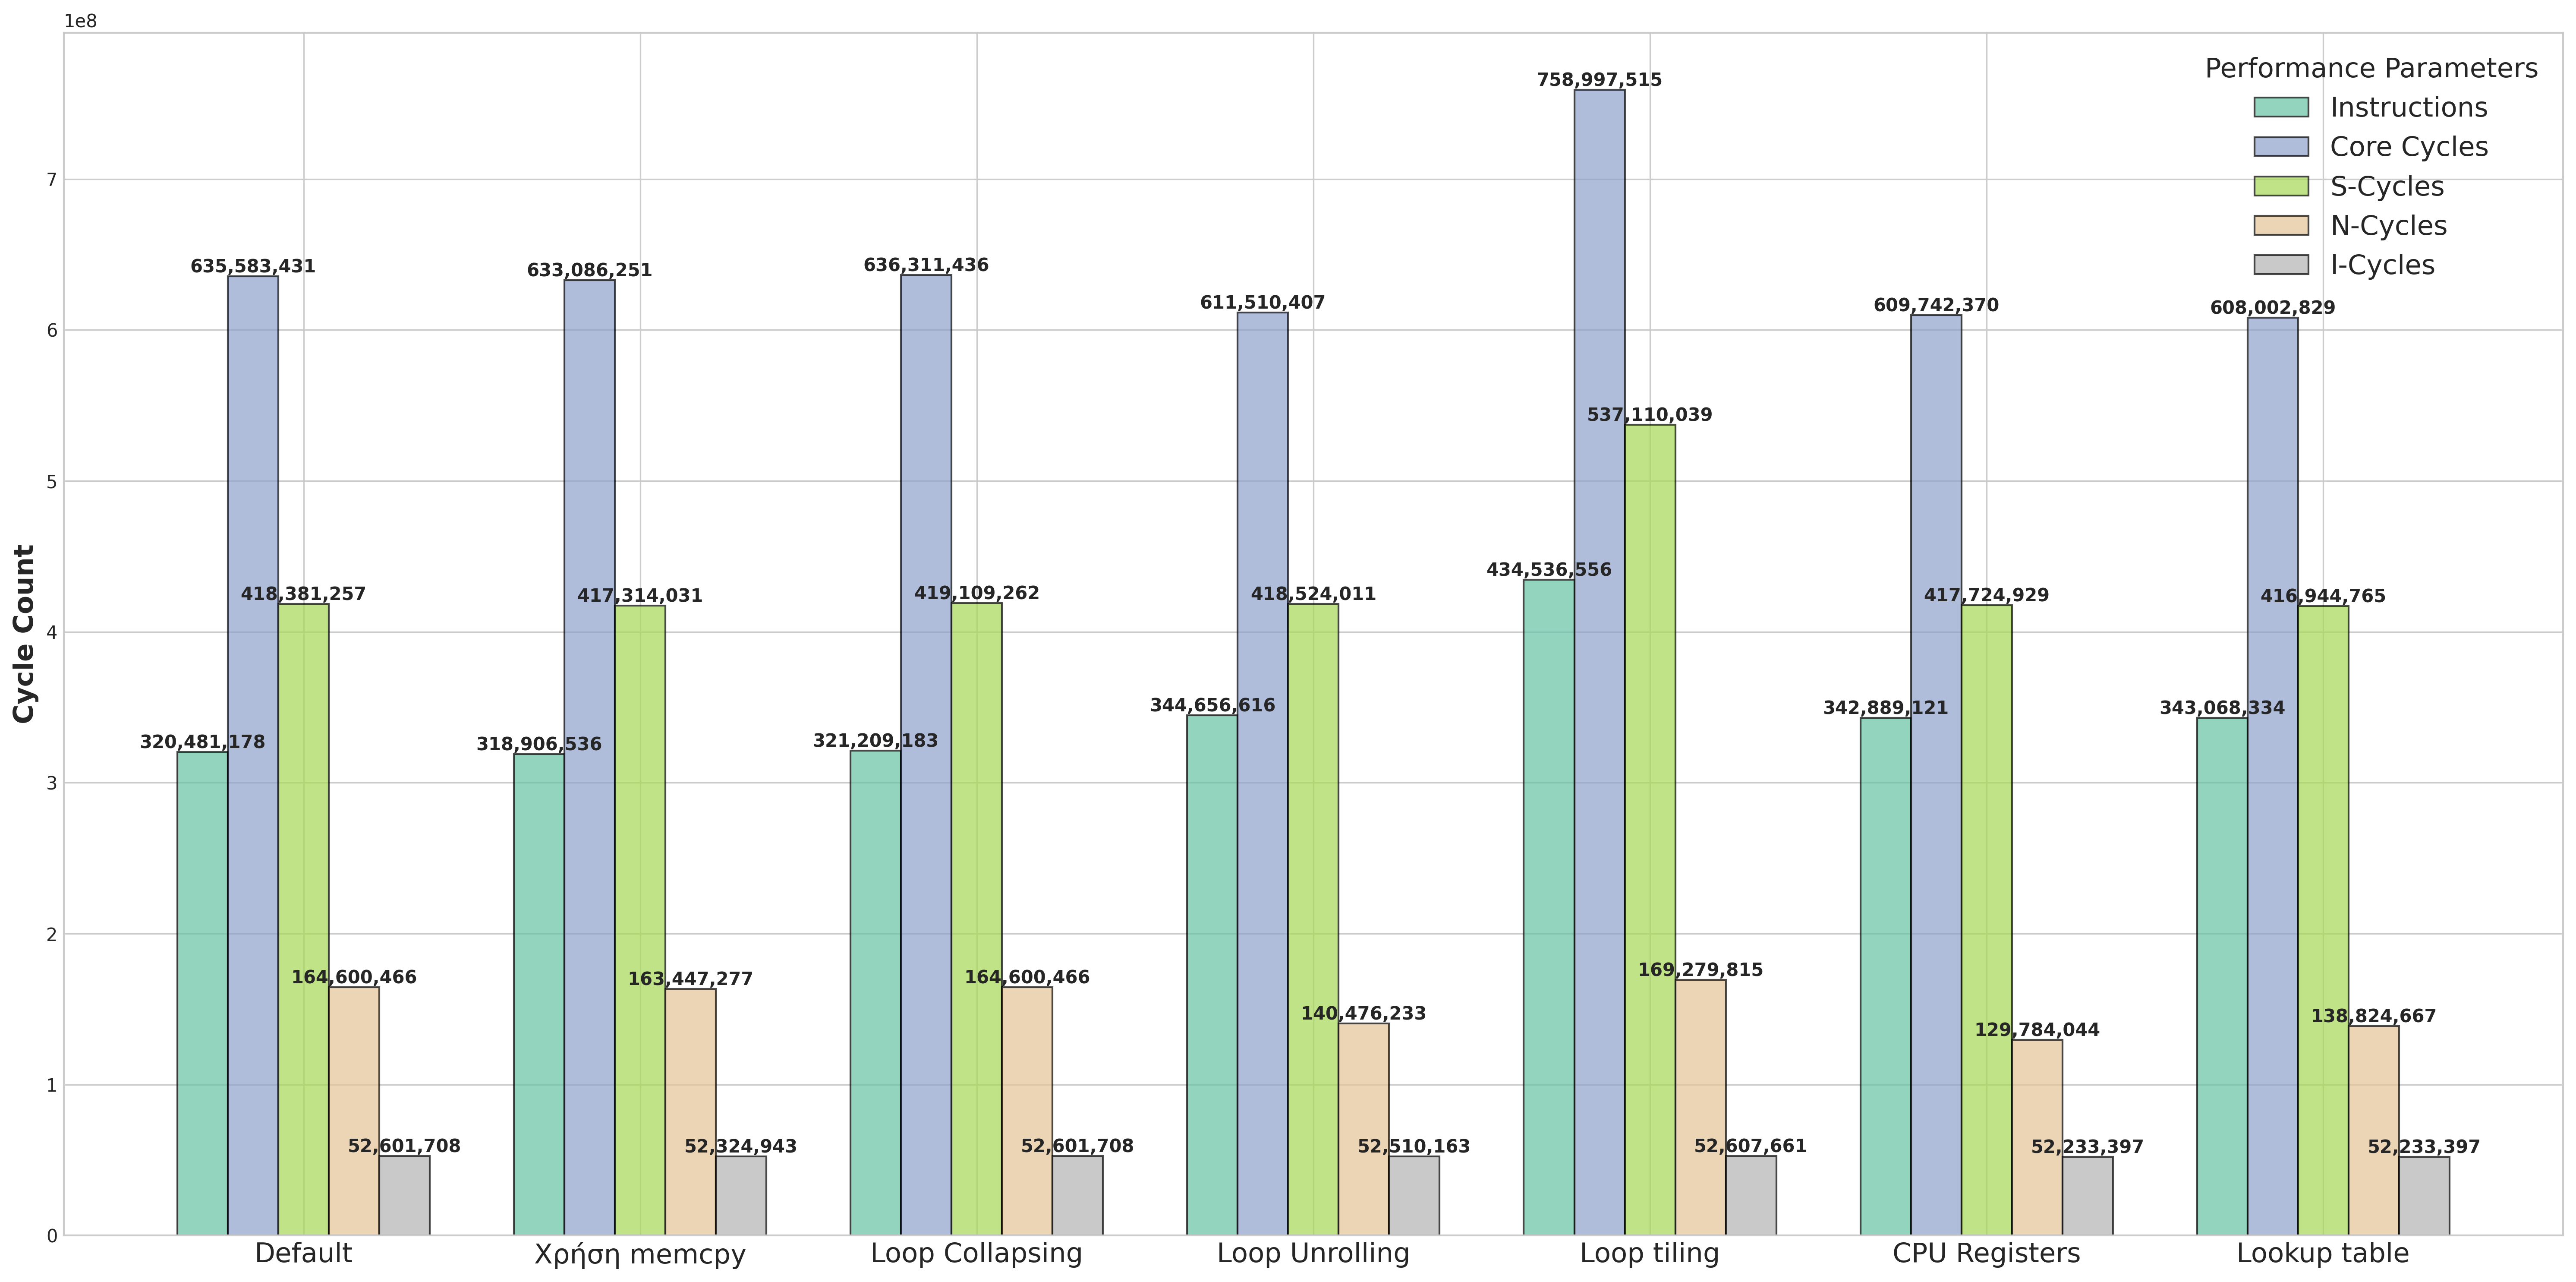 1e8
Performance Parameters
Instructions
Core Cycles
S-Cycles
N-Cycles
I-Cycles
Cycle Count
7
6
5
4
3
2
1
0
320,481,178
635,583,431
418,381,257
164,600,466
52,601,708
318,906,536
633,086,251
417,314,031
163,447,277
52,324,943
321,209,183
636,311,436
419,109,262
164,600,466
52,601,708
344,656,616
611,510,407
418,524,011
140,476,233
52,510,163
434,536,556
758,997,515
537,110,039
169,279,815
52,607,661
342,889,121
609,742,370
417,724,929
129,784,044
52,233,397
343,068,334
608,002,829
416,944,765
138,824,667
52,233,397
Default
Χρήση memcpy
Loop Collapsing
Loop Unrolling
Loop tiling
CPU Registers
Lookup table